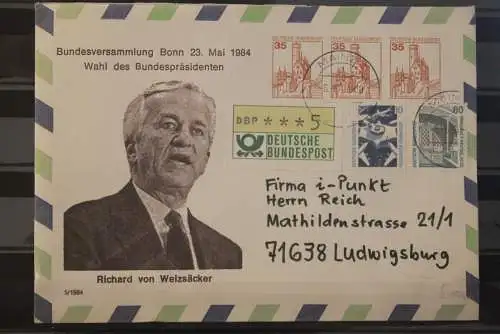 Bundesversammlung Bonn 23. Mai 1984
Wahl des Bundespräsidenten
35 35 35
DBP ***5
DEUTSCHE
BUNDESPOST
80
Firma i-Punkt
Herrn Reich
Mathildenstrasse 21/1
71638 Ludwigsburg
Richard von Weizsäcker
5/1984